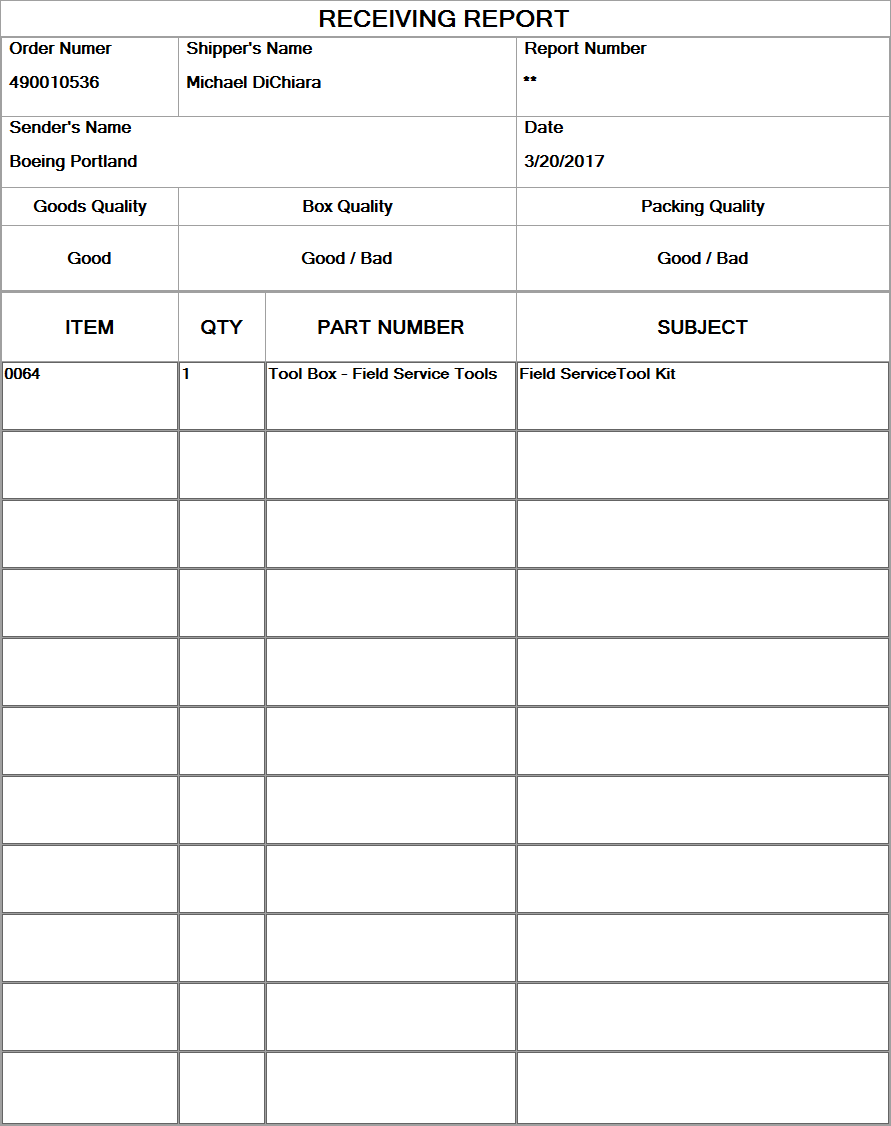 RECEIVING REPORT
Order Numer
Shipper's Name
Report Number
490010536
Michael DiChiara
**
Sender's Name
Date
Boeing Portland
3/20/2017
Goods Quality
Box Quality
Packing Quality
Good
Good / Bad
Good / Bad
ITEM
QTY
PART NUMBER
SUBJECT
0064
1
Tool Box - Field Service Tools
Field ServiceTool Kit